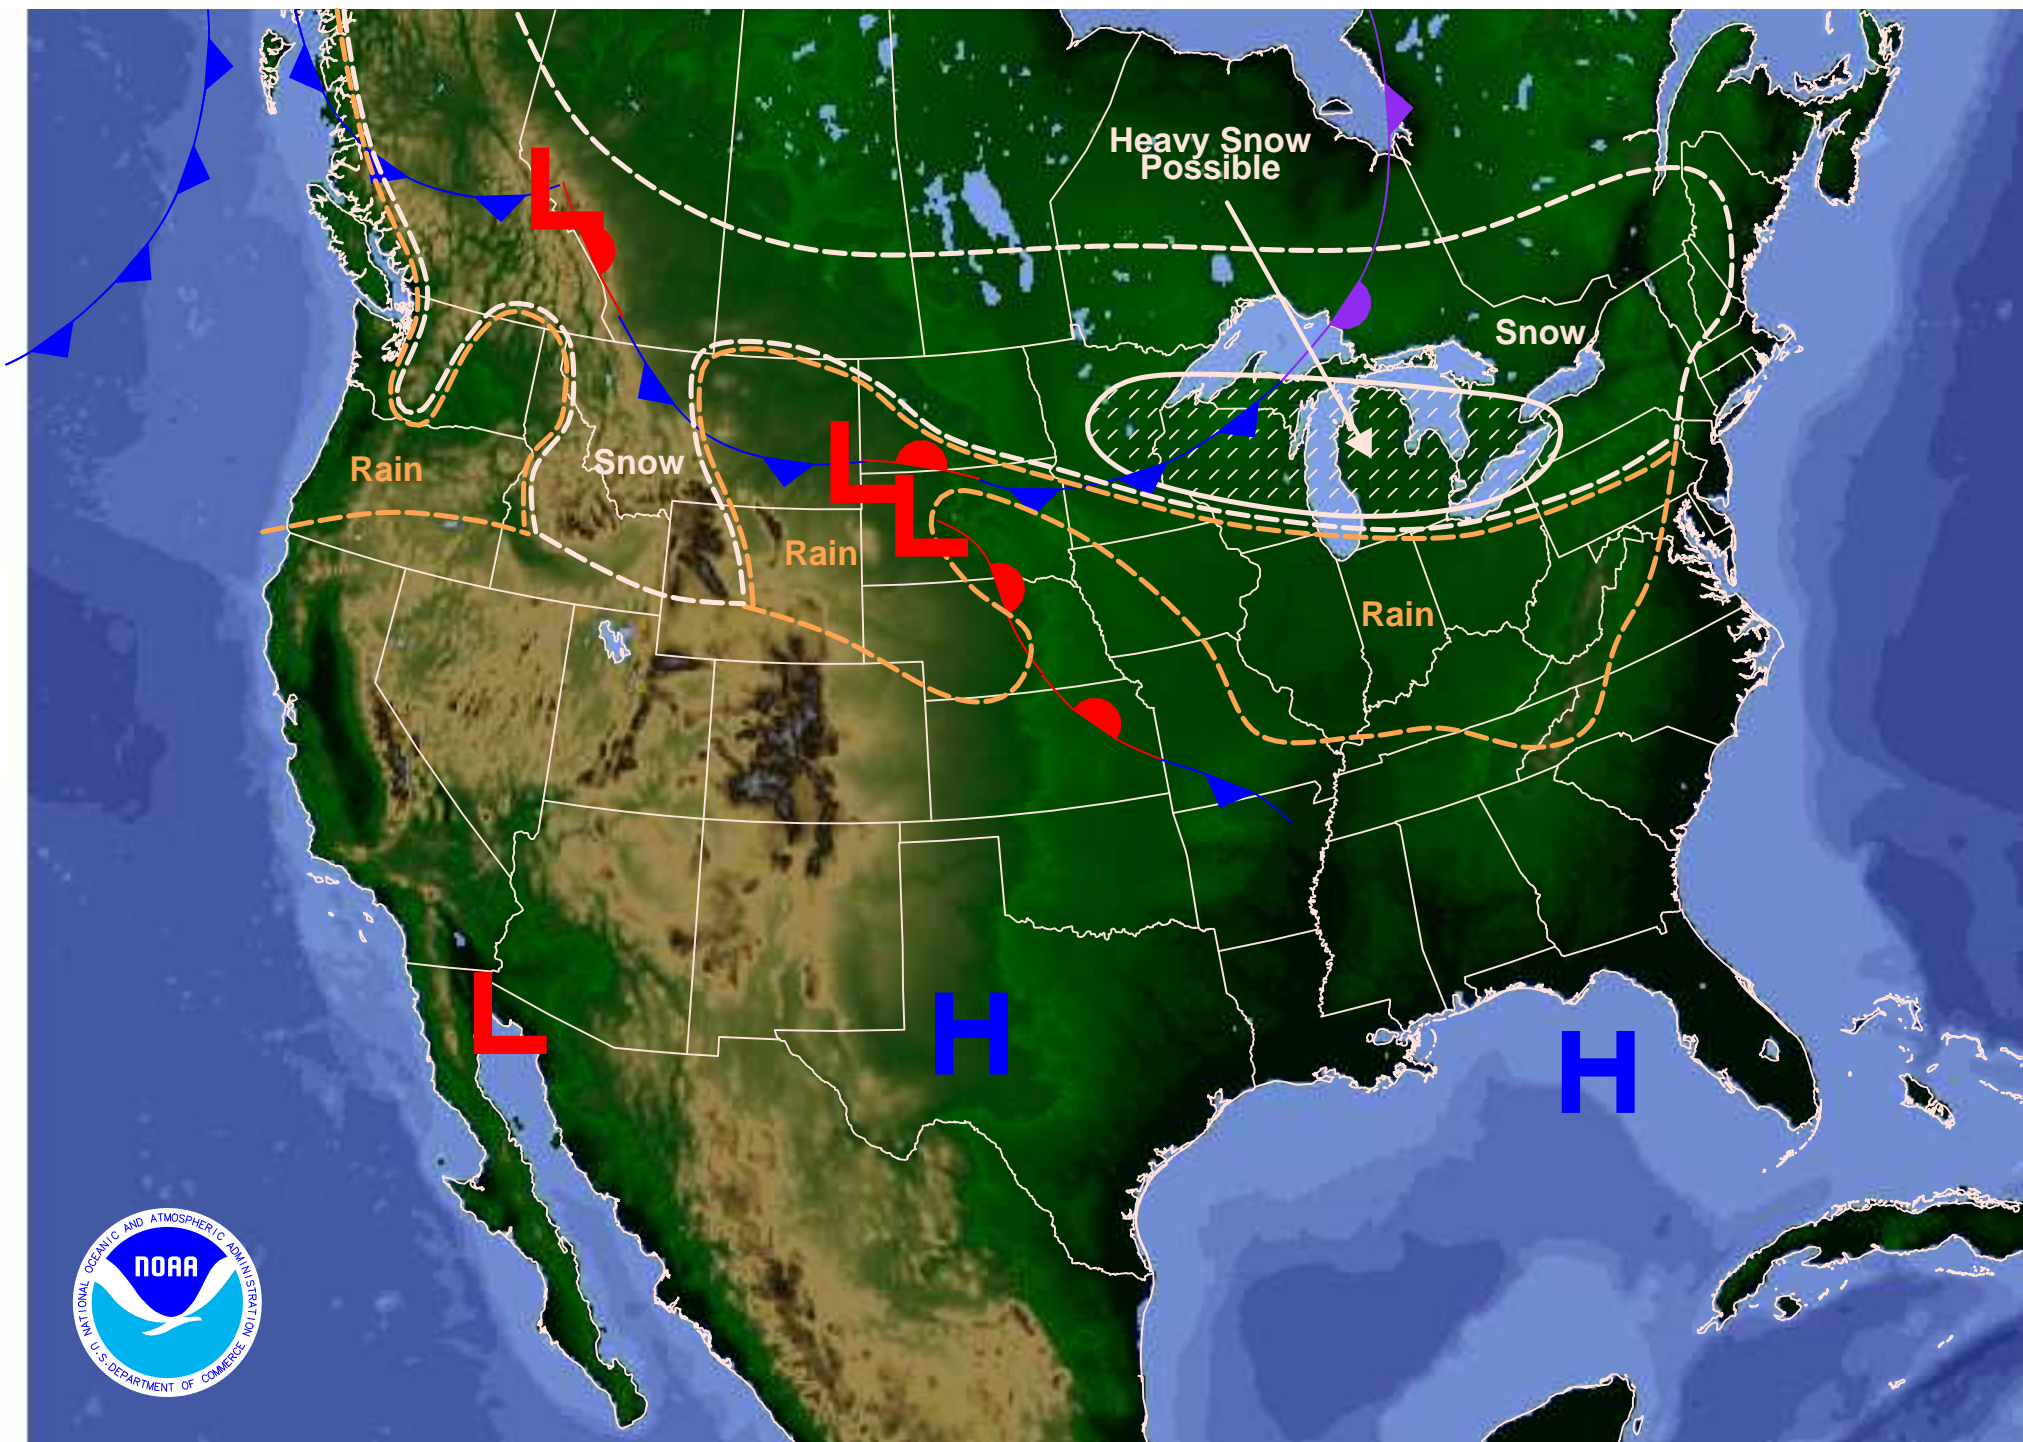 Heavy Snow
Possible
Snow
Rain
Snow
Rain
Rain
L
L
L
L
H
H
NATIONAL OCEANIC AND ATMOSPHERIC ADMINISTRATION
NOAA
U.S. DEPARTMENT OF COMMERCE